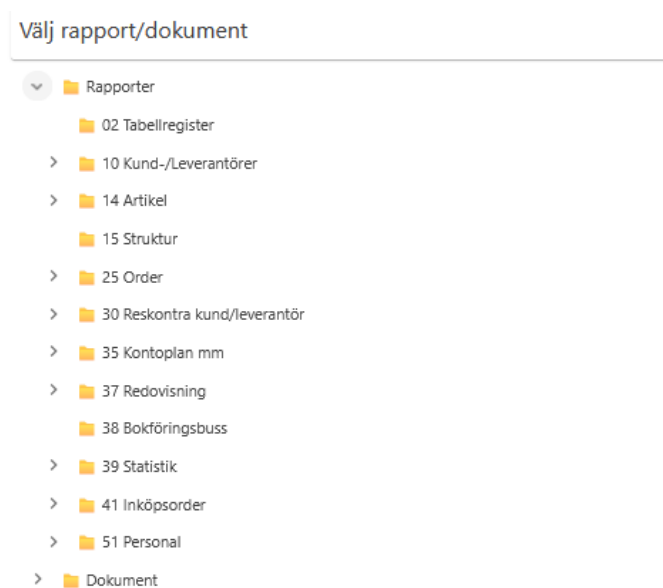 Välj rapport/dokument
Rapporter
02 Tabellregister
10 Kund-/Leverantörer
14 Artikel
15 Struktur
25 Order
30 Reskontra kund/leverantör
35 Kontoplan mm
37 Redovisning
38 Bokföringsbuss
39 Statistik
41 Inköpsorder
51 Personal
Dokument